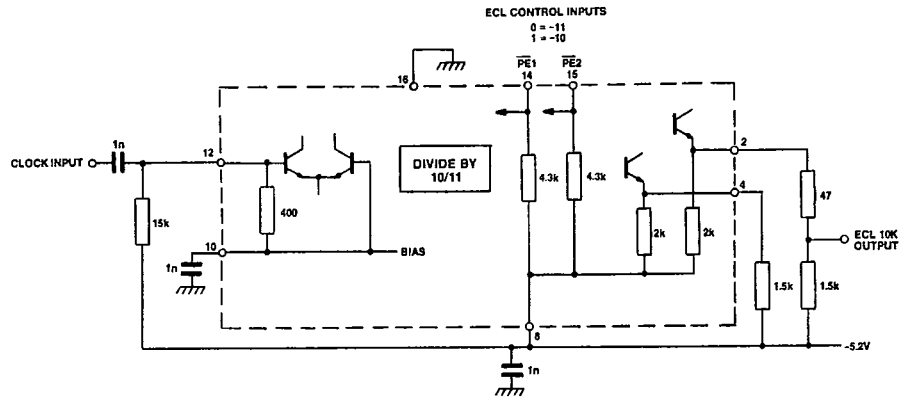 ECL CONTROL INPUTS
0 = -11
1 = -10
PE1
PE2
16
14
15
1n
CLOCK INPUT
12
2
DIVIDE BY
10/11
4.3k
4.3k
4
47
15k
400
2k
2k
ECL 10K
OUTPUT
10
BIAS
1n
1.5k
1.5k
8
-5.2V
1n